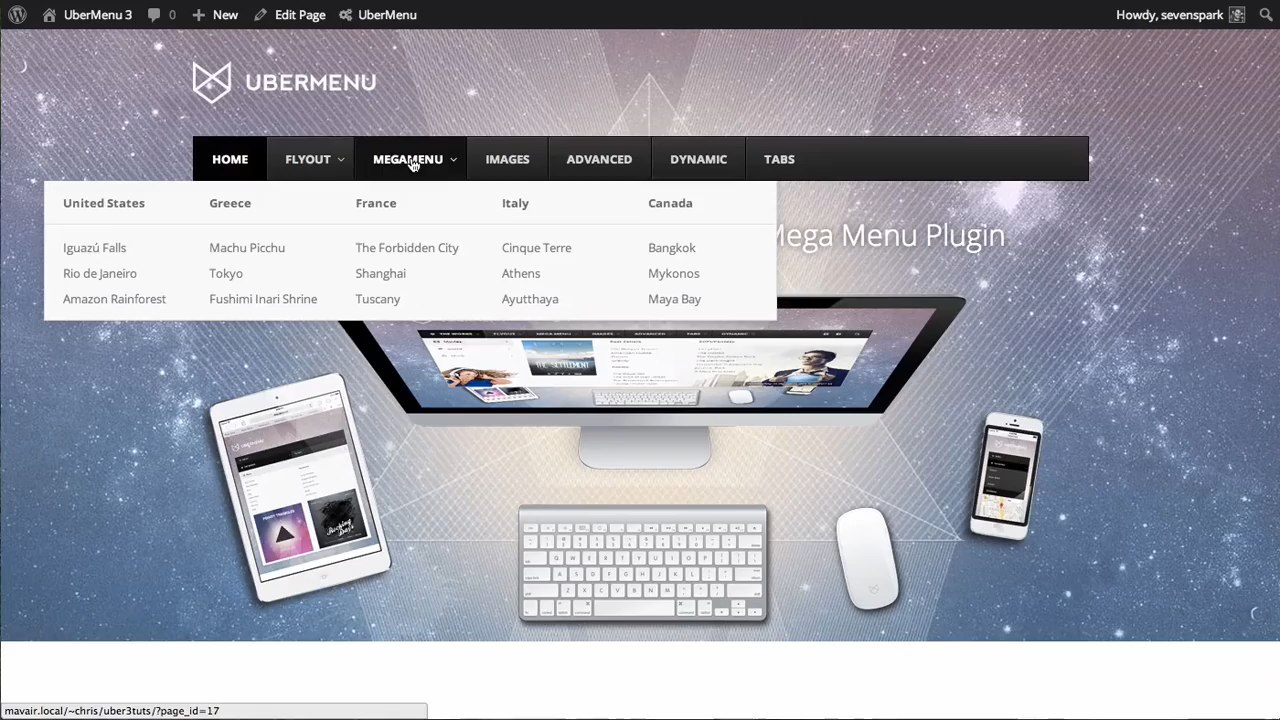 UberMenu 3 0 New Edit Page UberMenu Howdy, sevenspark
UBERMENU
HOME FLYOUT MEGAMENU IMAGES ADVANCED DYNAMIC TABS
United States Greece France Italy Canada
Mega Menu Plugin
Iguazú Falls Machu Picchu The Forbidden City Cinque Terre Bangkok
Rio de Janeiro Tokyo Shanghai Athens Mykonos
Amazon Rainforest Fushimi Inari Shrine Tuscany Ayutthaya Maya Bay
mavair.local/~chris/uber3tuts/?page_id=17